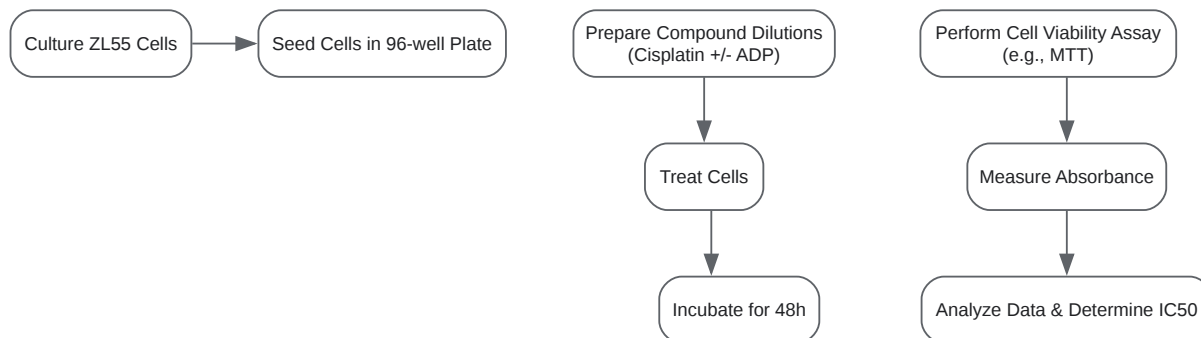 Culture ZL55 Cells
Seed Cells in 96-well Plate
Prepare Compound Dilutions
(Cisplatin +/- ADP)
Treat Cells
Incubate for 48h
Perform Cell Viability Assay
(e.g., MTT)
Measure Absorbance
Analyze Data & Determine IC50